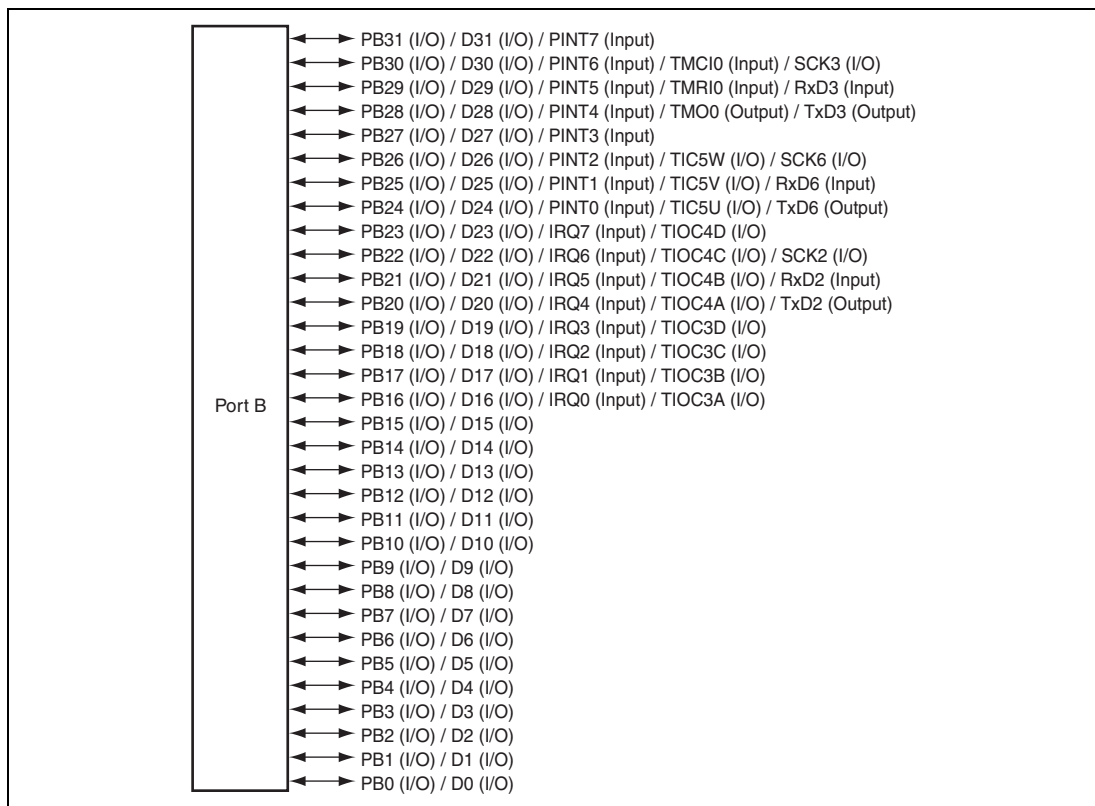 PB31 (I/O) / D31 (I/O) / PINT7 (Input)
PB30 (I/O) / D30 (I/O) / PINT6 (Input) / TMCI0 (Input) / SCK3 (I/O)
PB29 (I/O) / D29 (I/O) / PINT5 (Input) / TMRI0 (Input) / RxD3 (Input)
PB28 (I/O) / D28 (I/O) / PINT4 (Input) / TMO0 (Output) / TxD3 (Output)
PB27 (I/O) / D27 (I/O) / PINT3 (Input)
PB26 (I/O) / D26 (I/O) / PINT2 (Input) / TIC5W (I/O) / SCK6 (I/O)
PB25 (I/O) / D25 (I/O) / PINT1 (Input) / TIC5V (I/O) / RxD6 (Input)
PB24 (I/O) / D24 (I/O) / PINT0 (Input) / TIC5U (I/O) / TxD6 (Output)
PB23 (I/O) / D23 (I/O) / IRQ7 (Input) / TIOC4D (I/O)
PB22 (I/O) / D22 (I/O) / IRQ6 (Input) / TIOC4C (I/O) / SCK2 (I/O)
PB21 (I/O) / D21 (I/O) / IRQ5 (Input) / TIOC4B (I/O) / RxD2 (Input)
PB20 (I/O) / D20 (I/O) / IRQ4 (Input) / TIOC4A (I/O) / TxD2 (Output)
PB19 (I/O) / D19 (I/O) / IRQ3 (Input) / TIOC3D (I/O)
PB18 (I/O) / D18 (I/O) / IRQ2 (Input) / TIOC3C (I/O)
PB17 (I/O) / D17 (I/O) / IRQ1 (Input) / TIOC3B (I/O)
Port B
PB16 (I/O) / D16 (I/O) / IRQ0 (Input) / TIOC3A (I/O)
PB15 (I/O) / D15 (I/O)
PB14 (I/O) / D14 (I/O)
PB13 (I/O) / D13 (I/O)
PB12 (I/O) / D12 (I/O)
PB11 (I/O) / D11 (I/O)
PB10 (I/O) / D10 (I/O)
PB9 (I/O) / D9 (I/O)
PB8 (I/O) / D8 (I/O)
PB7 (I/O) / D7 (I/O)
PB6 (I/O) / D6 (I/O)
PB5 (I/O) / D5 (I/O)
PB4 (I/O) / D4 (I/O)
PB3 (I/O) / D3 (I/O)
PB2 (I/O) / D2 (I/O)
PB1 (I/O) / D1 (I/O)
PB0 (I/O) / D0 (I/O)